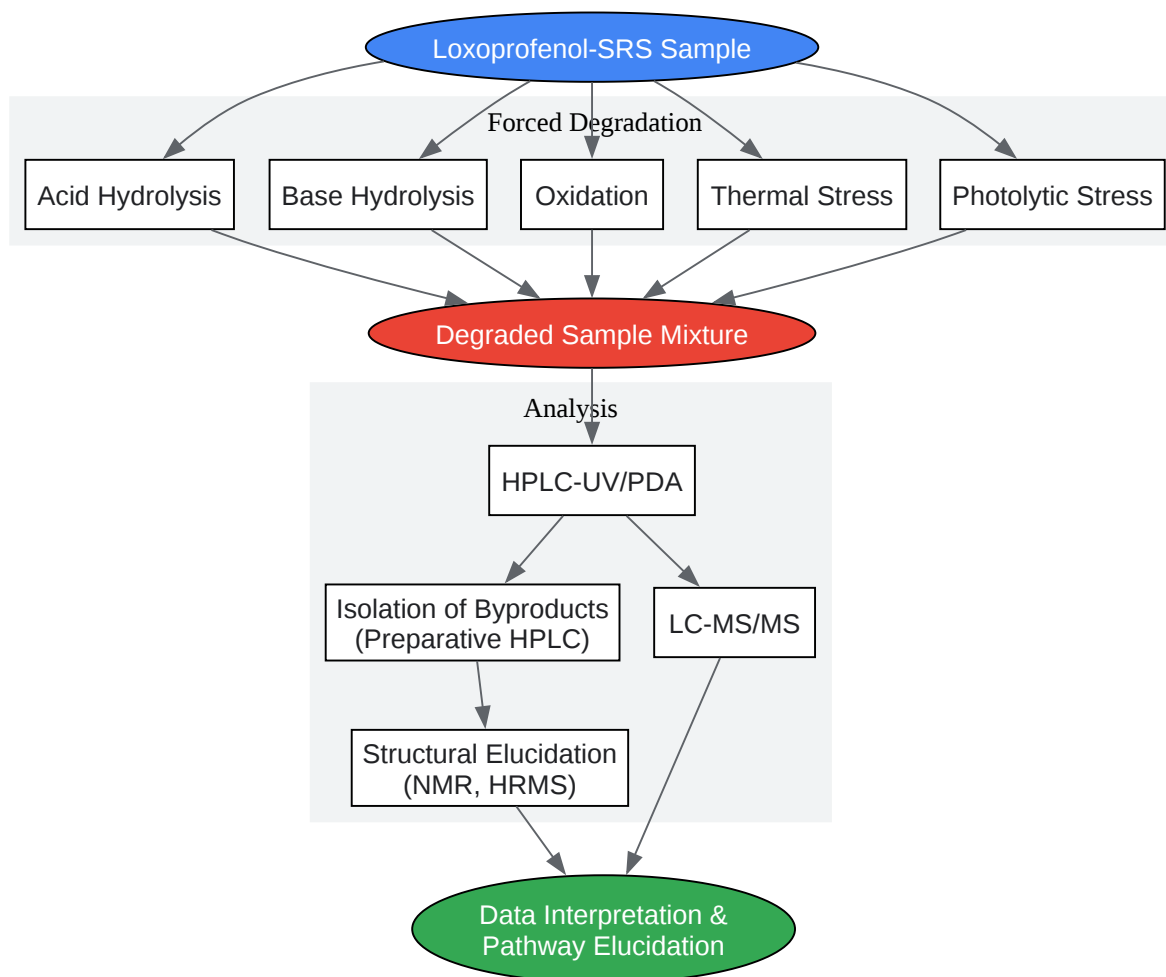 Loxoprofenol-SRS Sample
Forced Degradation
Acid Hydrolysis
Base Hydrolysis
Oxidation
Thermal Stress
Photolytic Stress
Degraded Sample Mixture
Analysis
HPLC-UV/PDA
Isolation of Byproducts
(Preparative HPLC)
LC-MS/MS
Structural Elucidation
(NMR, HRMS)
Data Interpretation &
Pathway Elucidation